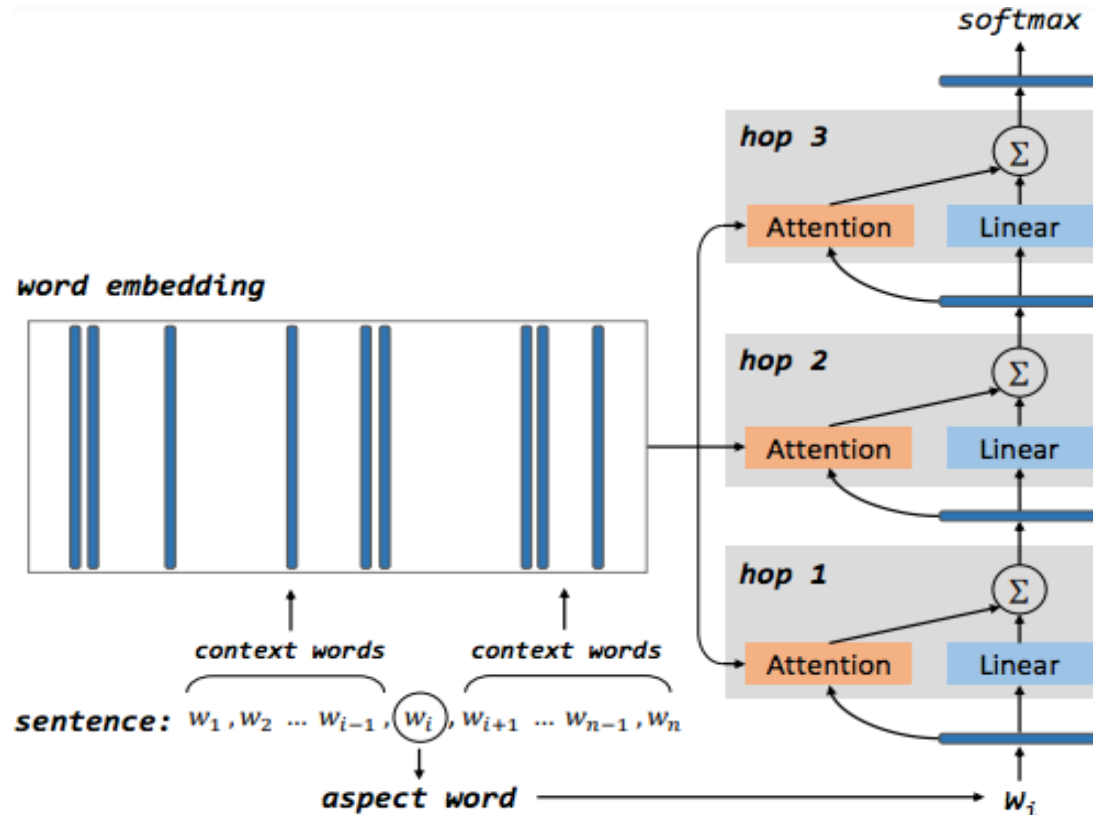 softmax
hop 3
Σ
Attention Linear
word embedding
hop 2
Σ
Attention Linear
hop 1
Σ
context words context words
Attention Linear
sentence: w₁, w₂ … wᵢ₋₁, wᵢ, wᵢ₊₁ … wₙ₋₁, wₙ
aspect word
wᵢ